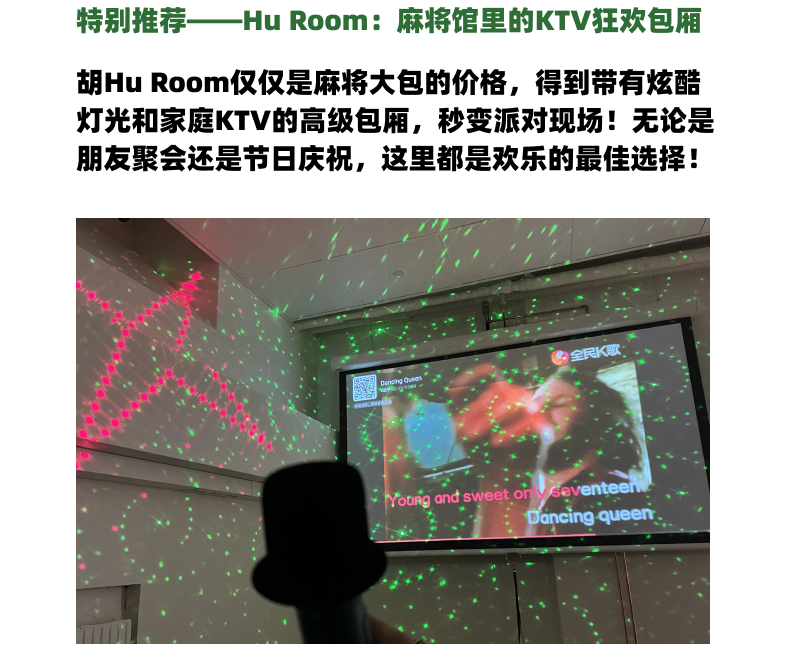 特别推荐——Hu Room：麻将馆里的KTV狂欢包厢
胡Hu Room仅仅是麻将大包的价格，得到带有炫酷
灯光和家庭KTV的高级包厢，秒变派对现场！无论是
朋友聚会还是节日庆祝，这里都是欢乐的最佳选择！
全民K歌
Dancing Queen
Young and sweet only seventeen
Dancing queen